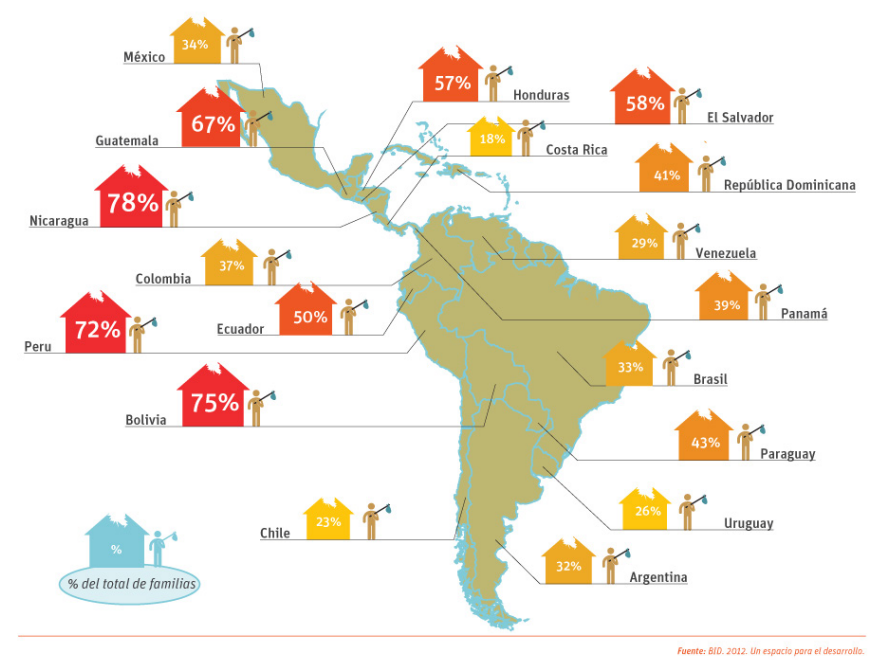 34%
México
57%
Honduras
58%
El Salvador
67%
Guatemala
18%
Costa Rica
41%
República Dominicana
78%
Nicaragua
29%
Venezuela
37%
Colombia
39%
Panamá
50%
Ecuador
72%
Peru
33%
Brasil
75%
Bolivia
43%
Paraguay
26%
Uruguay
23%
Chile
32%
Argentina
%
% del total de familias
Fuente: BID. 2012. Un espacio para el desarrollo.